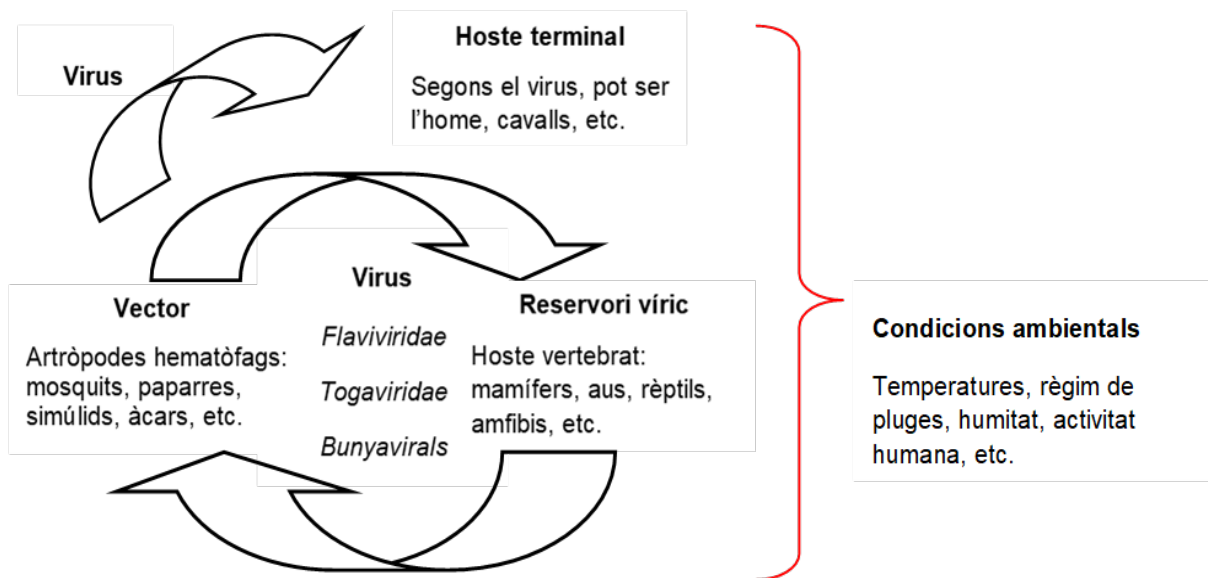 Virus
Hoste terminal
Segons el virus, pot ser
l'home, cavalls, etc.
Vector
Artròpodes hematòfags:
mosquits, paparres,
simúlids, àcars, etc.
Virus
Flaviviridae
Togaviridae
Bunyavirals
Reservori víric
Hoste vertebrat:
mamífers, aus, rèptils,
amfibis, etc.
Condicions ambientals
Temperatures, règim de
pluges, humitat, activitat
humana, etc.